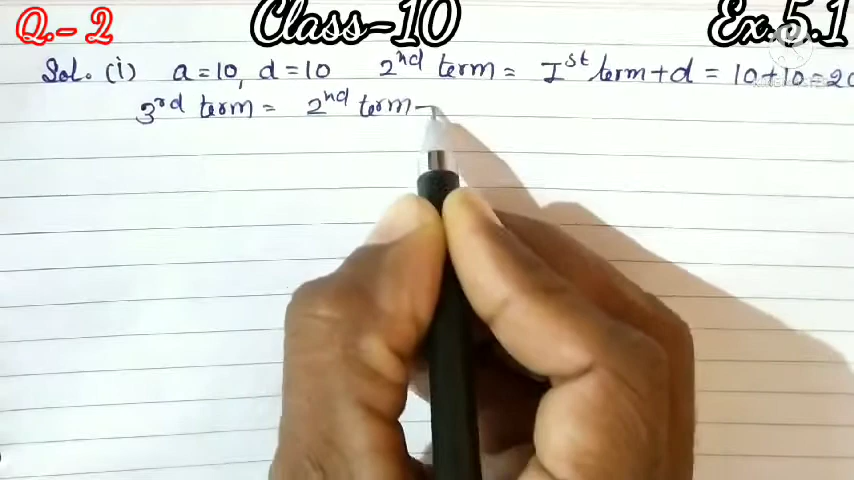 Q.- 2 Class-10 Ex.5.1
Sol. (i) a = 10, d = 10 2nd term = Ist term + d = 10 + 10 = 20
3rd term = 2nd term -